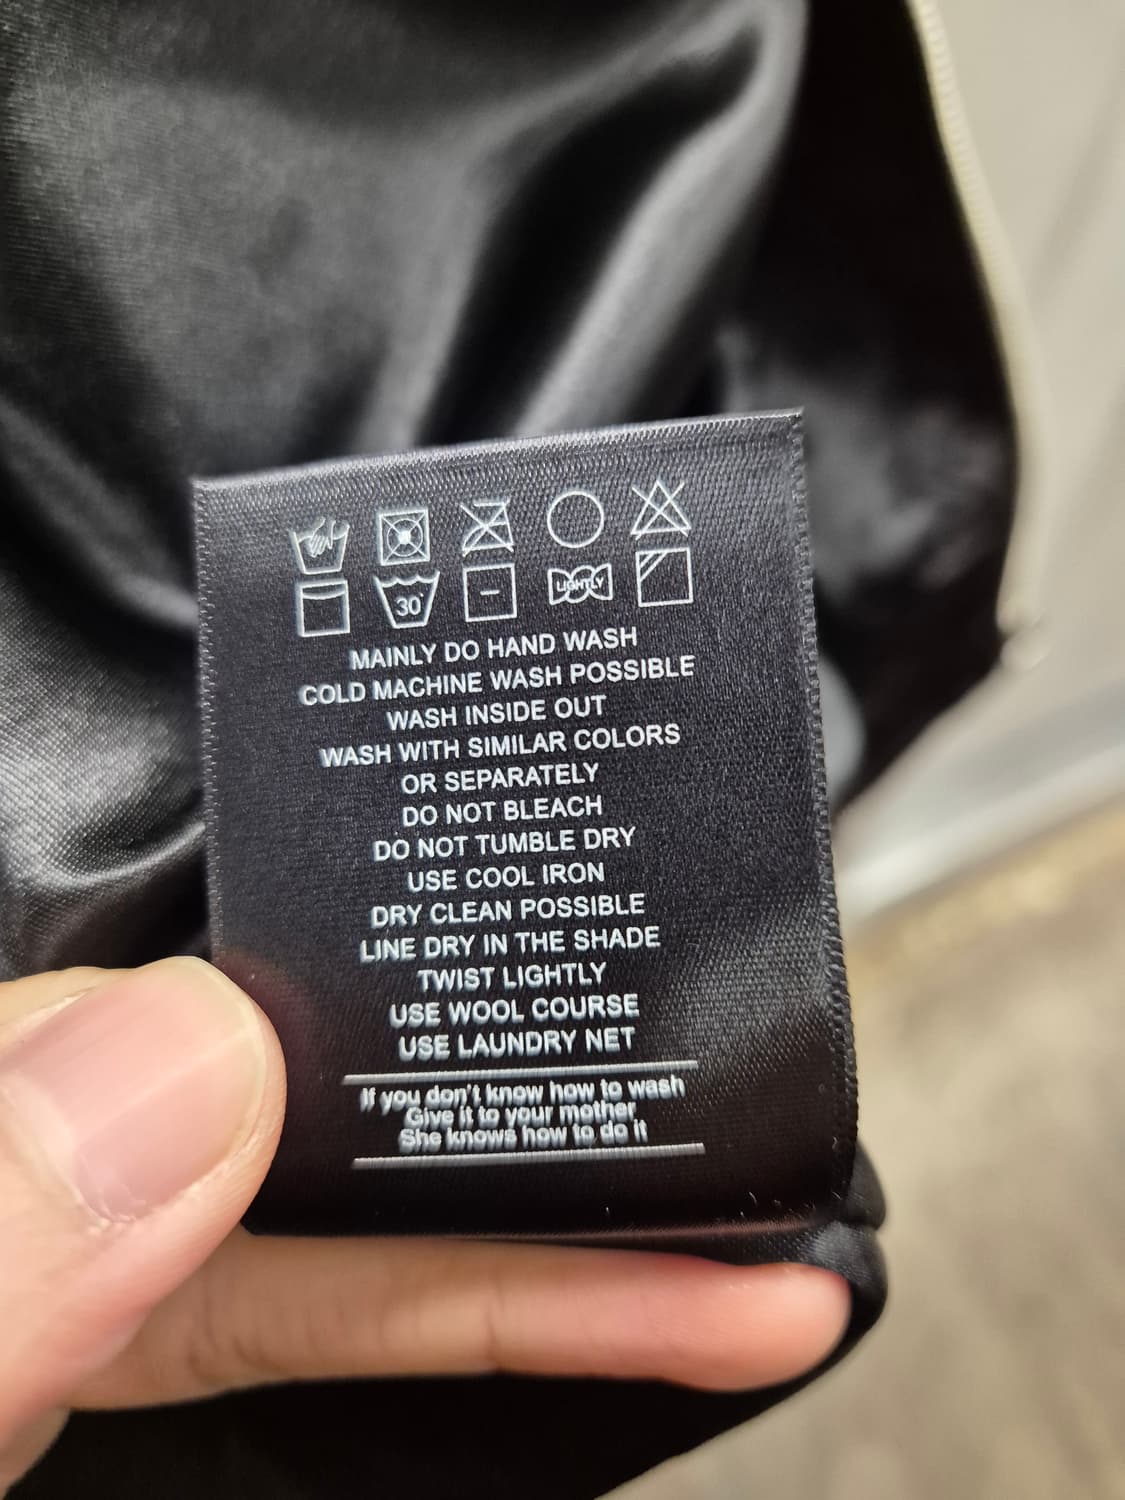 30°
LIGHTLY
MAINLY DO HAND WASH
COLD MACHINE WASH POSSIBLE
WASH INSIDE OUT
WASH WITH SIMILAR COLORS
OR SEPARATELY
DO NOT BLEACH
DO NOT TUMBLE DRY
USE COOL IRON
DRY CLEAN POSSIBLE
LINE DRY IN THE SHADE
TWIST LIGHTLY
USE WOOL COURSE
USE LAUNDRY NET
If you don't know how to wash
Give it to your mother
She knows how to do it